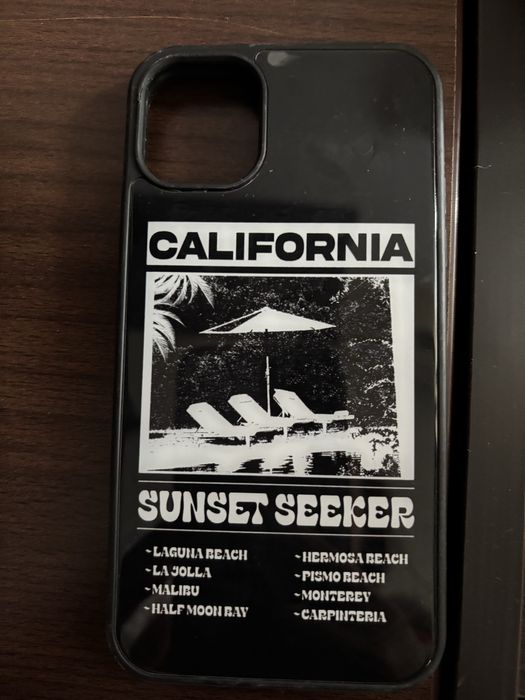 CALIFORNIA
SUNSET SEEKER
~LAGUNA BEACH
~LA JOLLA
~MALIBU
~HALF MOON BAY
~HERMOSA BEACH
~PISMO BEACH
~MONTEREY
~CARPINTERIA